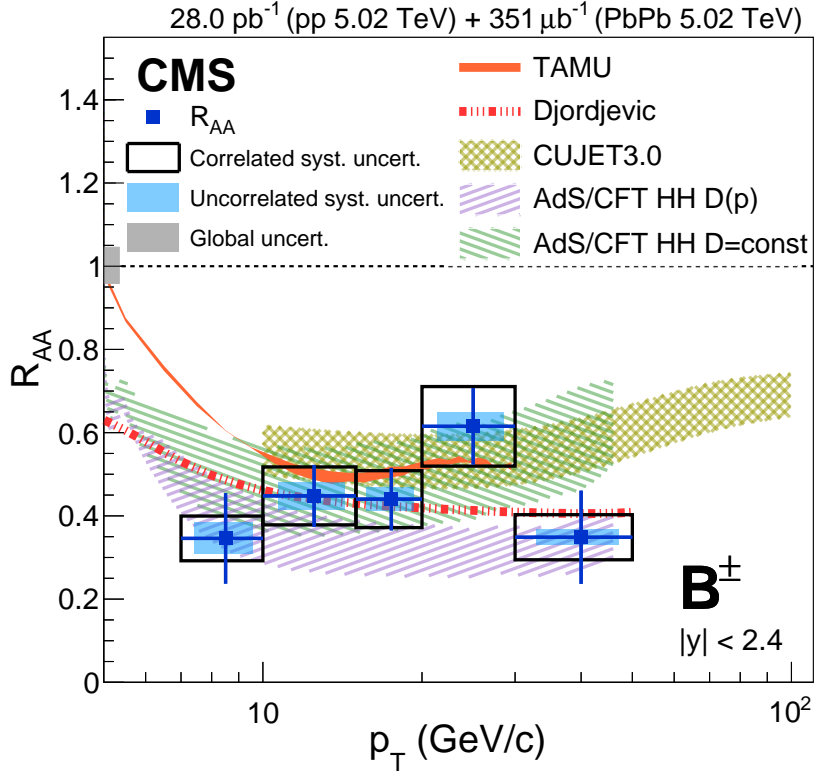 28.0 pb⁻¹ (pp 5.02 TeV) + 351 μb⁻¹ (PbPb 5.02 TeV)
CMS
R_AA
Correlated syst. uncert.
Uncorrelated syst. uncert.
Global uncert.
TAMU
Djordjevic
CUJET3.0
AdS/CFT HH D(p)
AdS/CFT HH D=const
R_AA
1.4
1.2
1
0.8
0.6
0.4
0.2
0
B±
|y| < 2.4
10
10²
p_T (GeV/c)